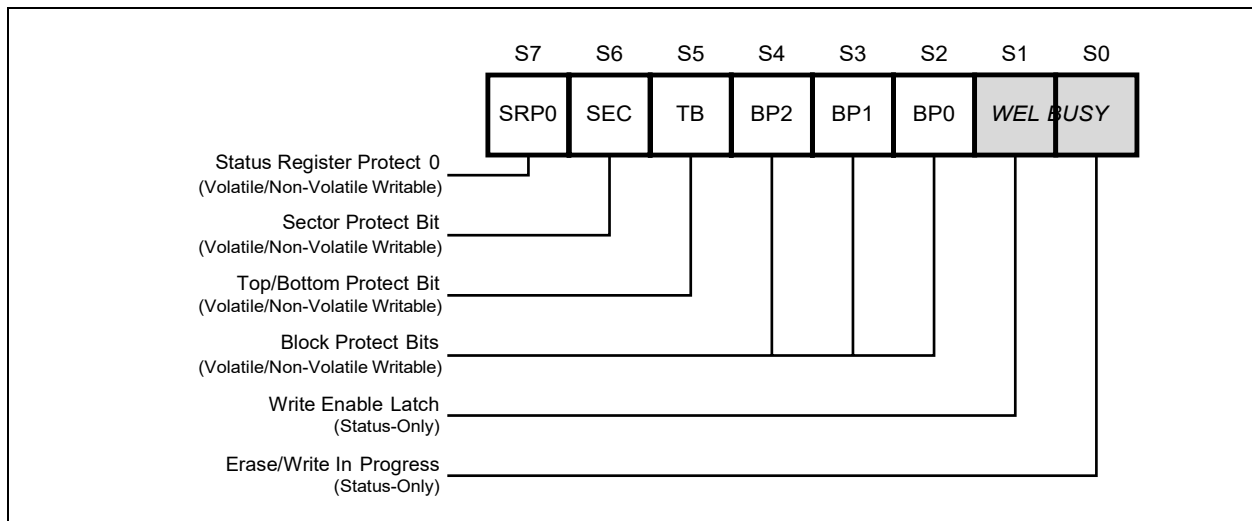 S7 S6 S5 S4 S3 S2 S1 S0
SRP0 SEC TB BP2 BP1 BP0 WEL BUSY
Status Register Protect 0
(Volatile/Non-Volatile Writable)
Sector Protect Bit
(Volatile/Non-Volatile Writable)
Top/Bottom Protect Bit
(Volatile/Non-Volatile Writable)
Block Protect Bits
(Volatile/Non-Volatile Writable)
Write Enable Latch
(Status-Only)
Erase/Write In Progress
(Status-Only)